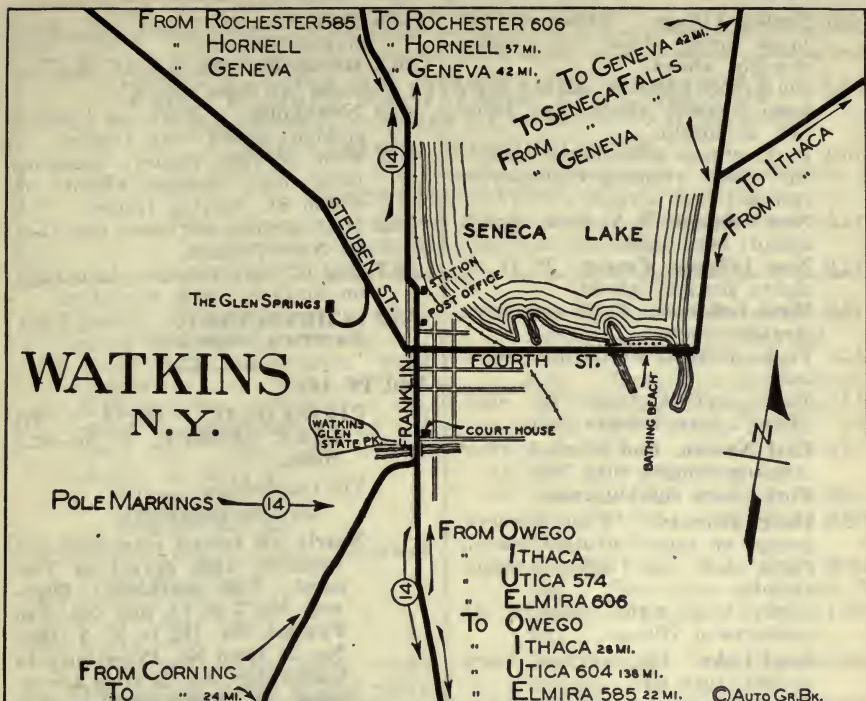 FROM ROCHESTER 585
" HORNELL
" GENEVA
TO ROCHESTER 606
" HORNELL 57 MI.
" GENEVA 42 MI.
TO GENEVA 42 MI.
TO SENECA FALLS "
FROM " "
" GENEVA
TO ITHACA
FROM "
14
STEUBEN ST.
SENECA LAKE
STATION
POST OFFICE
THE GLEN SPRINGS
WATKINS
N.Y.
FRANKLIN
FOURTH ST.
BATHING BEACH
WATKINS
GLEN
STATE PK.
COURT HOUSE
N
POLE MARKINGS 14
14
FROM OWEGO
" ITHACA
" UTICA 574
" ELMIRA 606
TO OWEGO
" ITHACA 28 MI.
" UTICA 604 138 MI.
" ELMIRA 585 22 MI.
FROM CORNING
TO " 24 MI.
© AUTO GR. BK.